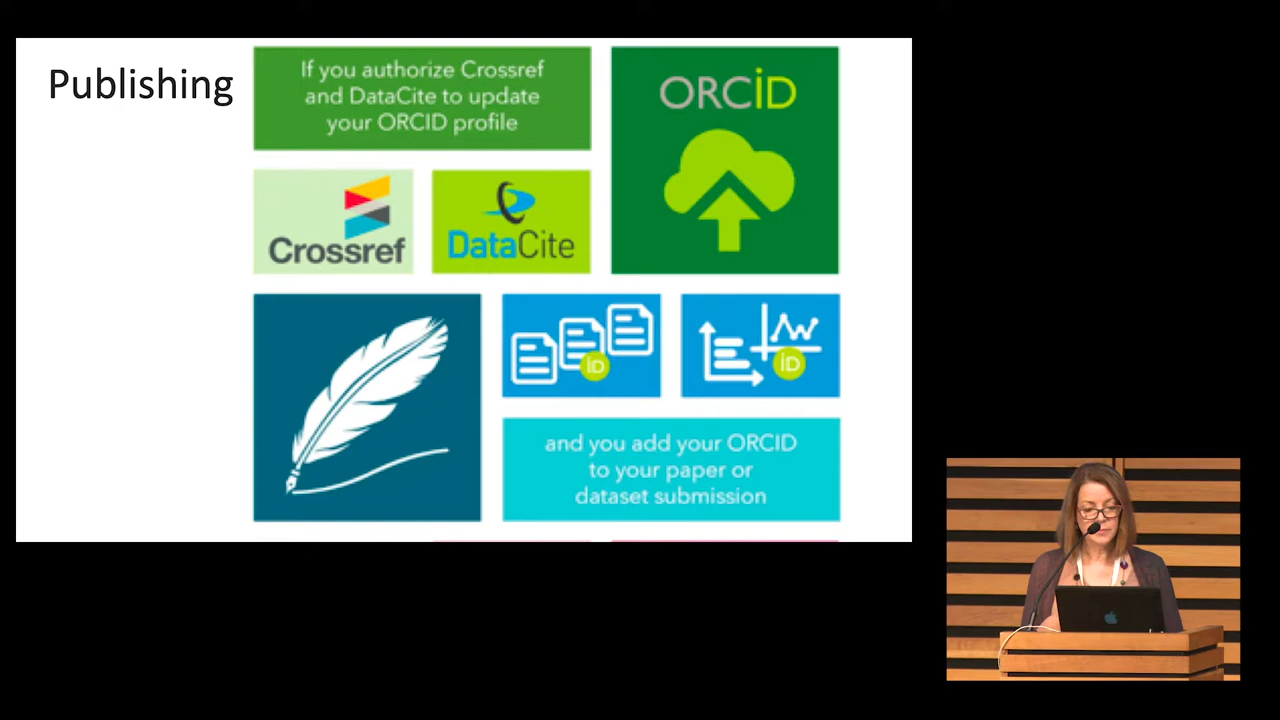 Publishing
If you authorize Crossref
and DataCite to update
your ORCID profile
ORCiD
Crossref
DataCite
iD
iD
and you add your ORCID
to your paper or
dataset submission